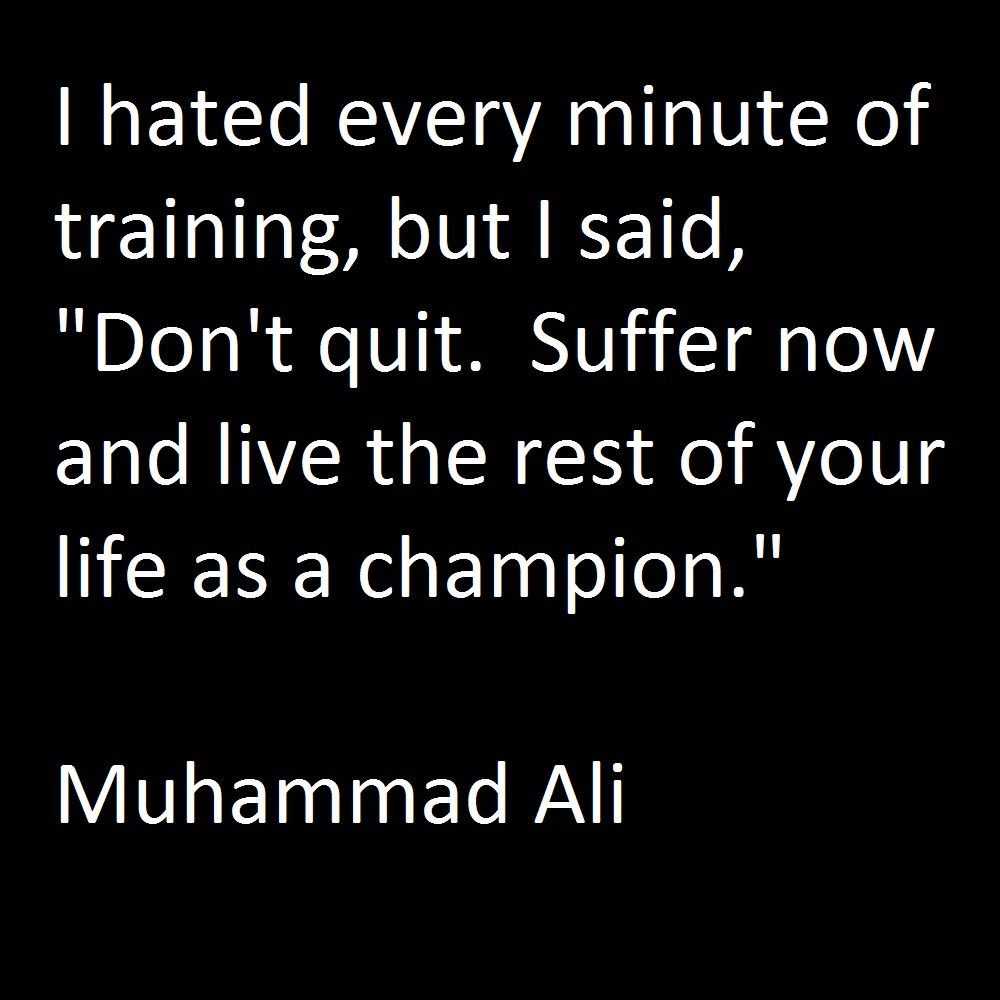 I hated every minute of
training, but I said,
"Don't quit.  Suffer now
and live the rest of your
life as a champion."
Muhammad Ali